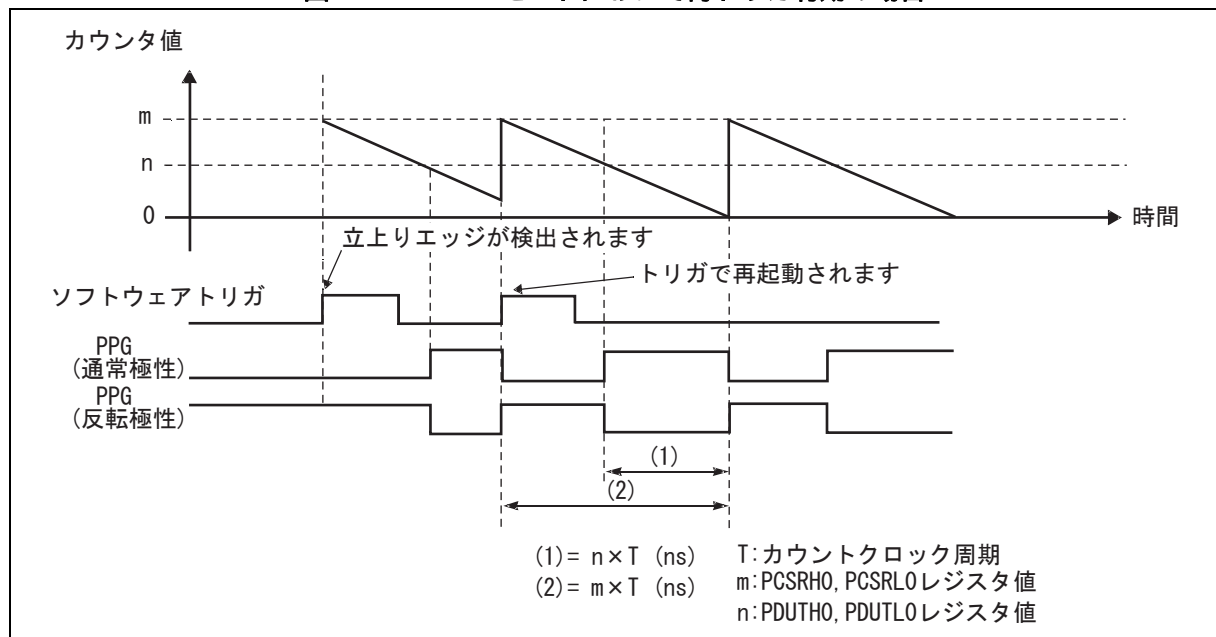 カウンタ値
m
n
0
時間
立上りエッジが検出されます
トリガで再起動されます
ソフトウェアトリガ
PPG
(通常極性)
PPG
(反転極性)
(1)
(2)
(1)= n×T (ns)
T:カウントクロック周期
(2)= m×T (ns)
m:PCSRH0, PCSRL0レジスタ値
n:PDUTH0, PDUTL0レジスタ値